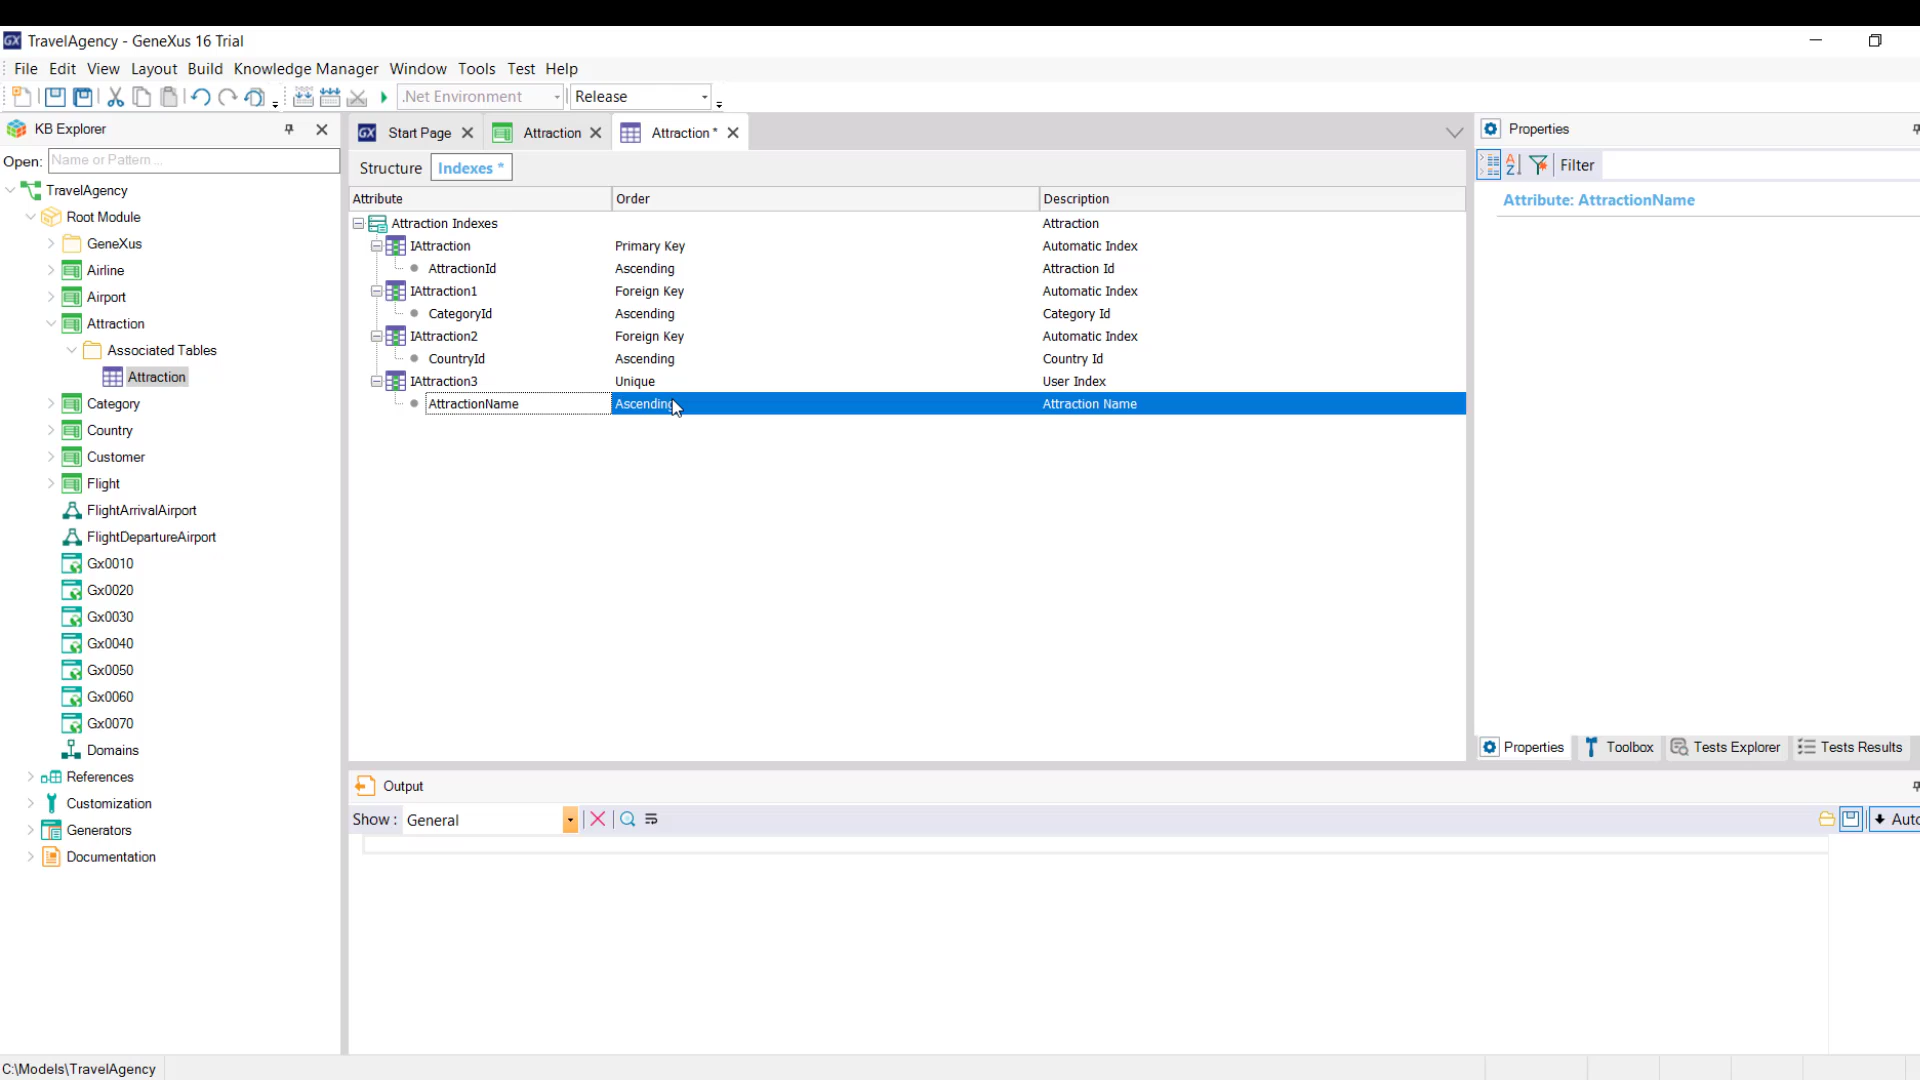 TravelAgency - GeneXus 16 Trial
File Edit View Layout Build Knowledge Manager Window Tools Test Help
.Net Environment Release
KB Explorer
Open: Name or Pattern ...
TravelAgency
Root Module
GeneXus
Airline
Airport
Attraction
Associated Tables
Attraction
Category
Country
Customer
Flight
FlightArrivalAirport
FlightDepartureAirport
Gx0010
Gx0020
Gx0030
Gx0040
Gx0050
Gx0060
Gx0070
Domains
References
Customization
Generators
Documentation
GX Start Page Attraction Attraction *
Structure Indexes *
Attribute Order Description
Attraction Indexes Attraction
IAttraction Primary Key Automatic Index
AttractionId Ascending Attraction Id
IAttraction1 Foreign Key Automatic Index
CategoryId Ascending Category Id
IAttraction2 Foreign Key Automatic Index
CountryId Ascending Country Id
IAttraction3 Unique User Index
AttractionName Ascending Attraction Name
Properties
Filter
Attribute: AttractionName
Properties Toolbox Tests Explorer Tests Results
Output
Show : General
Auto
C:\Models\TravelAgency